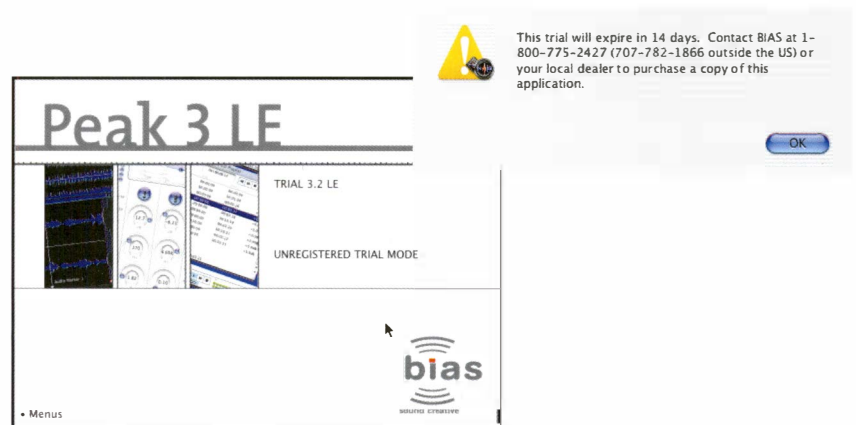 This trial will expire in 14 days. Contact BIAS at 1-
800-775-2427 (707-782-1866 outside the US) or
your local dealer to purchase a copy of this
application.
OK
Peak 3 LE
TRIAL 3.2 LE
UNREGISTERED TRIAL MODE
bias
sound creative
• Menus